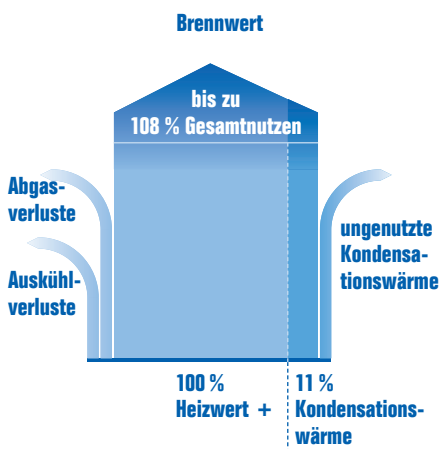 Brennwert
bis zu
108 % Gesamtnutzen
Abgas-
verluste
Auskühl-
verluste
ungenutzte
Kondensa-
tionswärme
100 %
Heizwert +
11 %
Kondensations-
wärme